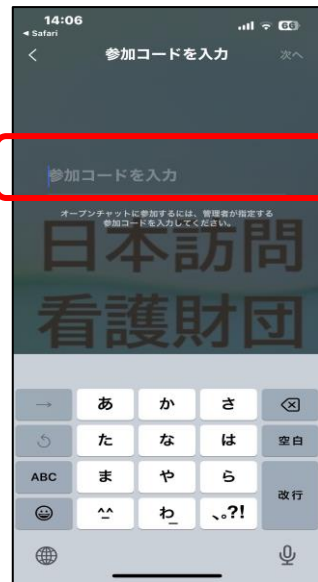 14:06
66
◀ Safari
参加コードを入力
次へ
参加コードを入力
オープンチャットに参加するには、管理者が指定する
参加コードを入力してください。
日本訪問
看護財団
あ か さ
た な は 空白
ABC ま や ら
改行
^^ わ_ 、。?!